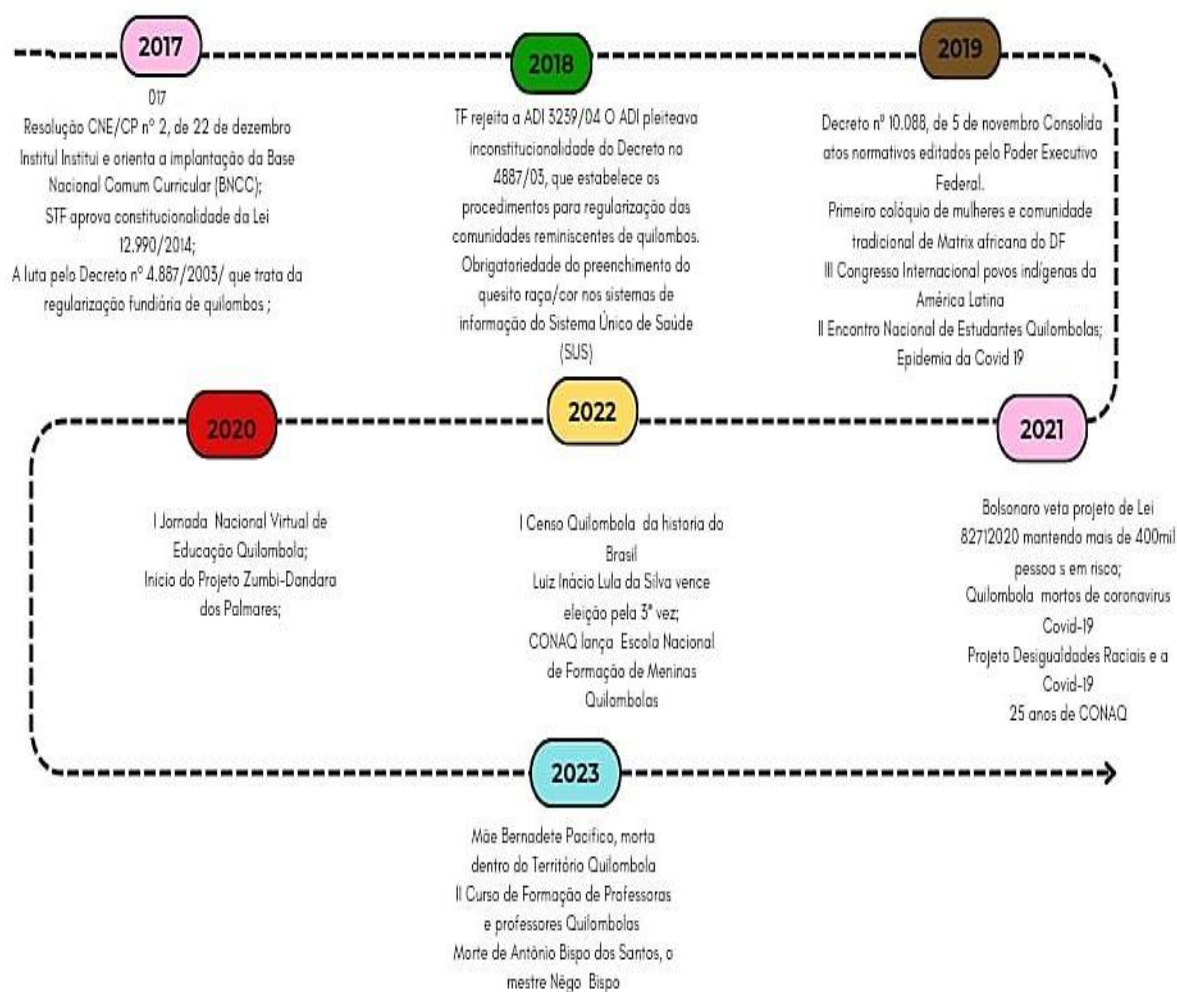 2017
017
Resolução CNE/CP nº 2, de 22 de dezembro
Institul Institui e orienta a implantação da Base
Nacional Comum Curricular (BNCC);
STF aprova constitucionalidade da Lei
12.990/2014;
A luta pelo Decreto nº 4.887/2003/ que trata da
regularização fundiária de quilombos ;
2018
TF rejeita a ADI 3239/04 O ADI pleiteava
inconstitucionalidade do Decreto no
4887/03, que estabelece os
procedimentos para regularização das
comunidades reminiscentes de quilombos.
Obrigatoriedade do preenchimento do
quesito raça/cor nos sistemas de
informação do Sistema Único de Saúde
(SUS)
2019
Decreto nº 10.088, de 5 de novembro Consolida
atos normativos editados pelo Poder Executivo
Federal.
Primeiro colóquio de mulheres e comunidade
tradicional de Matrix africana do DF
III Congresso Internacional povos indígenas da
América Latina
II Encontro Nacional de Estudantes Quilombolas;
Epidemia da Covid 19
2020
I Jornada Nacional Virtual de
Educação Quilombola;
Início do Projeto Zumbi-Dandara
dos Palmares;
2022
I Censo Quilombola da historia do
Brasil
Luiz Inácio Lula da Silva vence
eleição pela 3ª vez;
CONAQ lança Escola Nacional
de Formação de Meninas
Quilombolas
2021
Bolsonaro veta projeto de Lei
82712020 mantendo mais de 400mil
pessoa s em risco;
Quilombola mortos de coronavirus
Covid-19
Projeto Desigualdades Raciais e a
Covid-19
25 anos de CONAQ
2023
Mãe Bernadete Pacífico, morta
dentro do Território Quilombola
II Curso de Formação de Professoras
e professores Quilombolas
Morte de Antônio Bispo dos Santos, o
mestre Nêgo Bispo